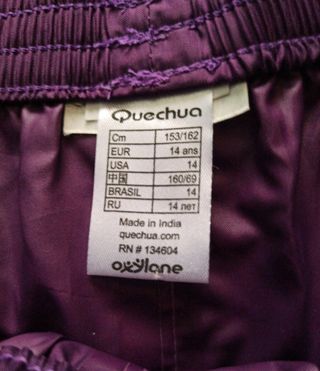 Quechua
Cm 153/162
EUR 14 ans
USA 14
中国 160/69
BRASIL 14
RU 14 лет
Made in India
quechua.com
RN # 134604
oxylane